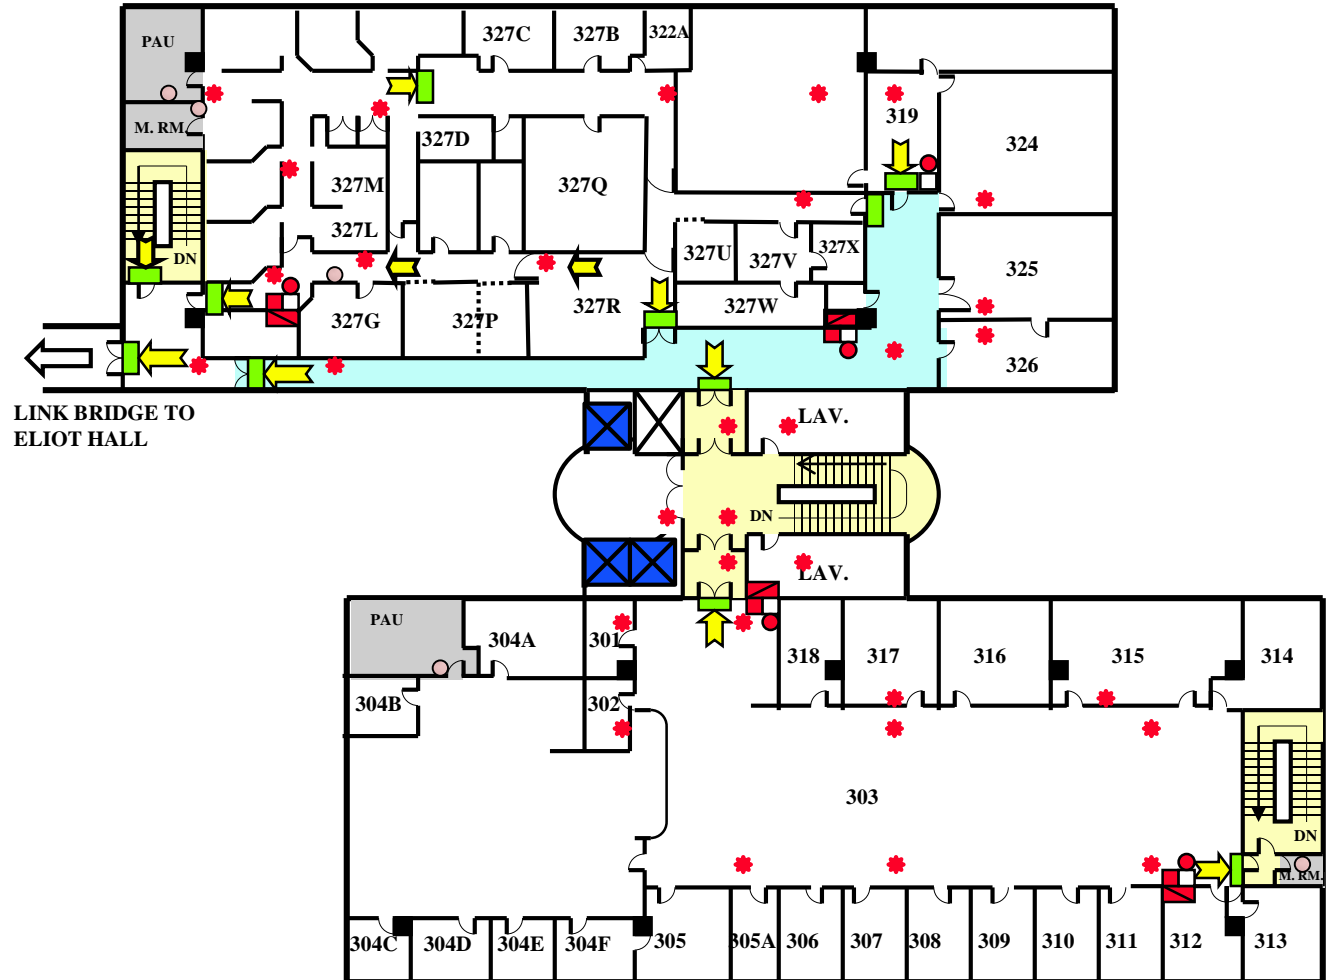 327C
327B
322A
PAU
319
M. RM.
327D
324
327M
327Q
327L
327U
327V
327X
DN
325
327W
327R
327G
327P
326
LINK BRIDGE TO
ELIOT HALL
LAV.
DN
LAV.
PAU
304A
301
318
317
316
315
314
304B
302
303
DN
M. RM.
304C
304D
304E
304F
305
305A
306
307
308
309
310
311
312
313